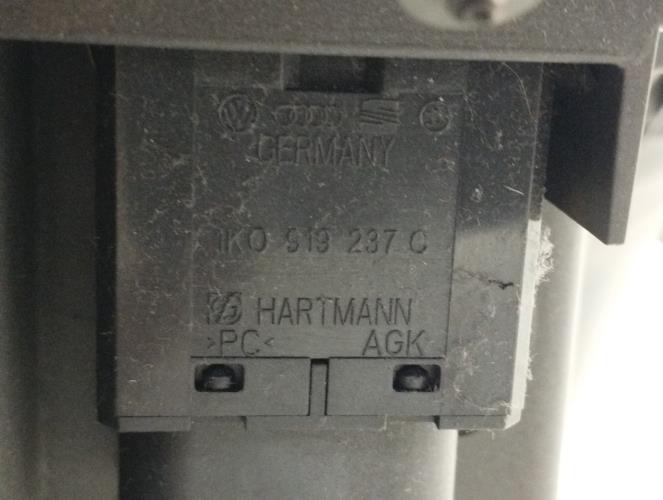 GERMANY
1K0 919 237 C
HARTMANN
>PC< AGK